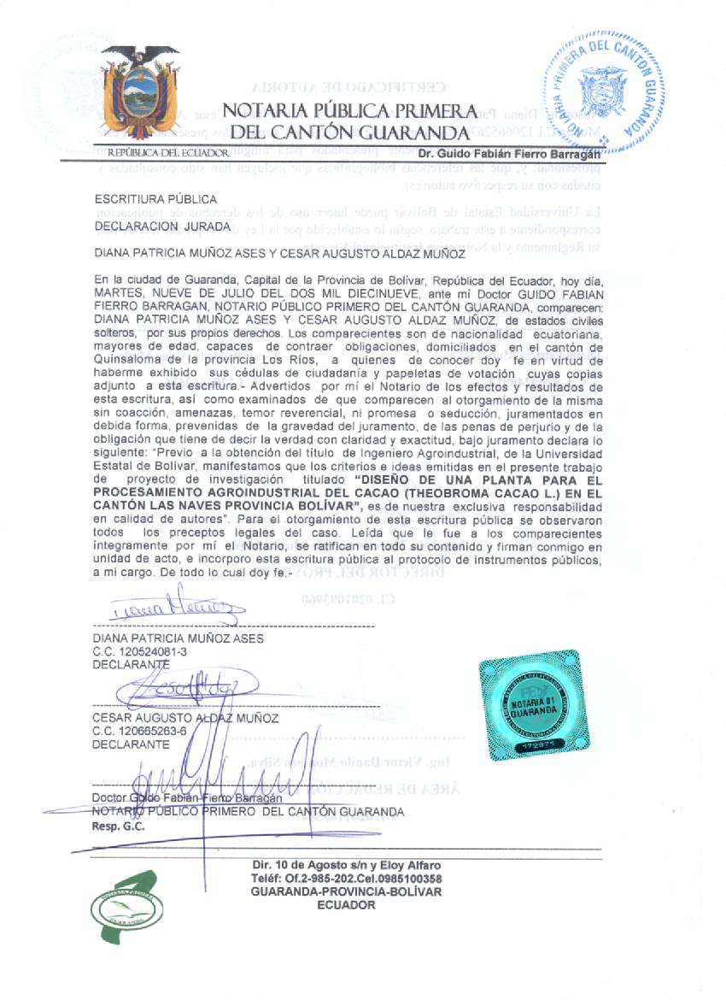 NOTARIA PÚBLICA PRIMERA
DEL CANTÓN GUARANDA
REPÚBLICA DEL ECUADOR
Dr. Guido Fabián Fierro Barragán
NOTARIA PRIMERA DEL CANTON GUARANDA
ESCRITIURA PÚBLICA
DECLARACION JURADA
DIANA PATRICIA MUÑOZ ASES Y CESAR AUGUSTO ALDAZ MUÑOZ
En la ciudad de Guaranda, Capital de la Provincia de Bolívar, República del Ecuador, hoy día,
MARTES, NUEVE DE JULIO DEL DOS MIL DIECINUEVE, ante mí Doctor GUIDO FABIAN
FIERRO BARRAGAN, NOTARIO PÚBLICO PRIMERO DEL CANTÓN GUARANDA, comparecen:
DIANA PATRICIA MUÑOZ ASES Y CESAR AUGUSTO ALDAZ MUÑOZ, de estados civiles
solteros, por sus propios derechos. Los comparecientes son de nacionalidad ecuatoriana,
mayores de edad, capaces de contraer obligaciones, domiciliados en el cantón de
Quinsaloma de la provincia Los Ríos, a quienes de conocer doy fe en virtud de
haberme exhibido sus cédulas de ciudadanía y papeletas de votación cuyas copias
adjunto a esta escritura.- Advertidos por mí el Notario de los efectos y resultados de
esta escritura, así como examinados de que comparecen al otorgamiento de la misma
sin coacción, amenazas, temor reverencial, ni promesa o seducción, juramentados en
debida forma, prevenidas de la gravedad del juramento, de las penas de perjurio y de la
obligación que tiene de decir la verdad con claridad y exactitud, bajo juramento declara lo
siguiente: "Previo a la obtención del título de Ingeniero Agroindustrial, de la Universidad
Estatal de Bolívar, manifestamos que los criterios e ideas emitidas en el presente trabajo
de proyecto de investigación titulado "DISEÑO DE UNA PLANTA PARA EL
PROCESAMIENTO AGROINDUSTRIAL DEL CACAO (THEOBROMA CACAO L.) EN EL
CANTÓN LAS NAVES PROVINCIA BOLÍVAR", es de nuestra exclusiva responsabilidad
en calidad de autores". Para el otorgamiento de esta escritura pública se observaron
todos los preceptos legales del caso. Leída que le fue a los comparecientes
íntegramente por mí el Notario, se ratifican en todo su contenido y firman conmigo en
unidad de acto, e incorporo esta escritura pública al protocolo de instrumentos públicos,
a mi cargo. De todo lo cual doy fe.-
Diana Muñoz
DIANA PATRICIA MUÑOZ ASES
C.C. 120524081-3
DECLARANTE
CESAR AUGUSTO ALDAZ MUÑOZ
C.C. 120665263-6
DECLARANTE
NOTARIA 01
GUARANDA
172971
Doctor Guido Fabián Fierro Barragán
NOTARIO PÚBLICO PRIMERO DEL CANTÓN GUARANDA
Resp. G.C.
Dir. 10 de Agosto s/n y Eloy Alfaro
Teléf: Of.2-985-202.Cel.0985100358
GUARANDA-PROVINCIA-BOLÍVAR
ECUADOR
NOTARIA PRIMERA
GUARANDA